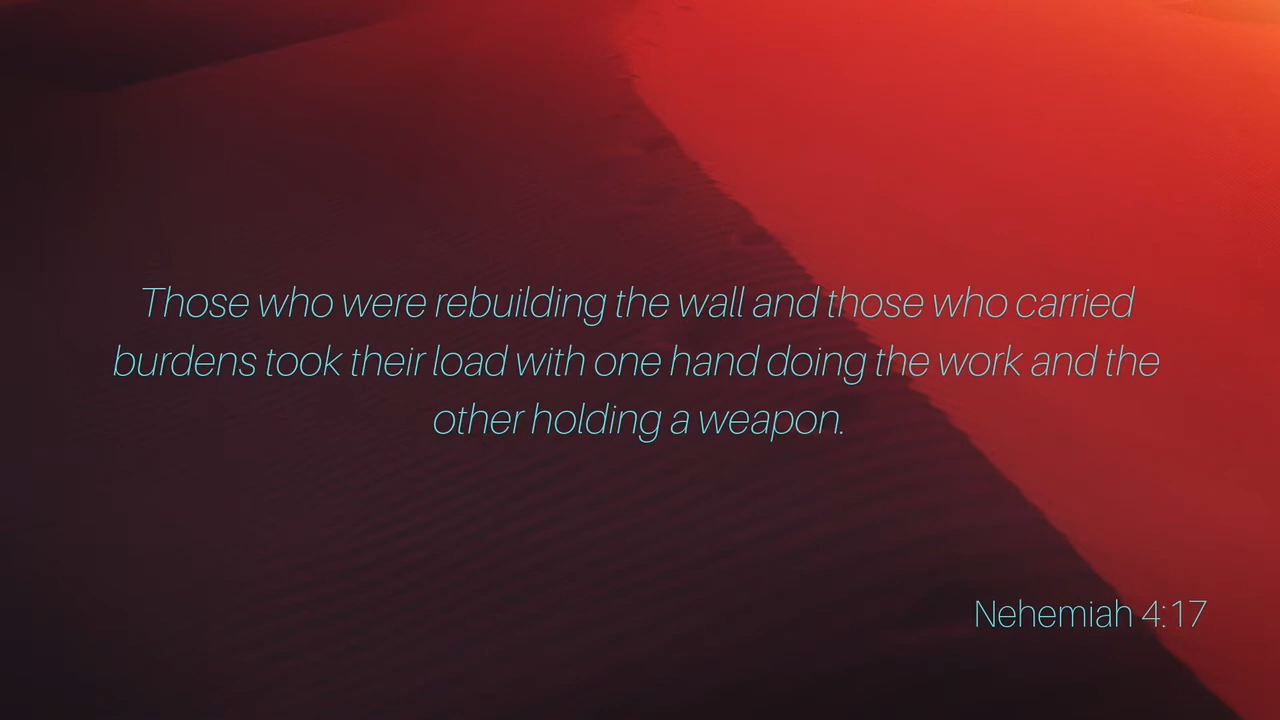 Those who were rebuilding the wall and those who carried
burdens took their load with one hand doing the work and the
other holding a weapon.
Nehemiah 4:17